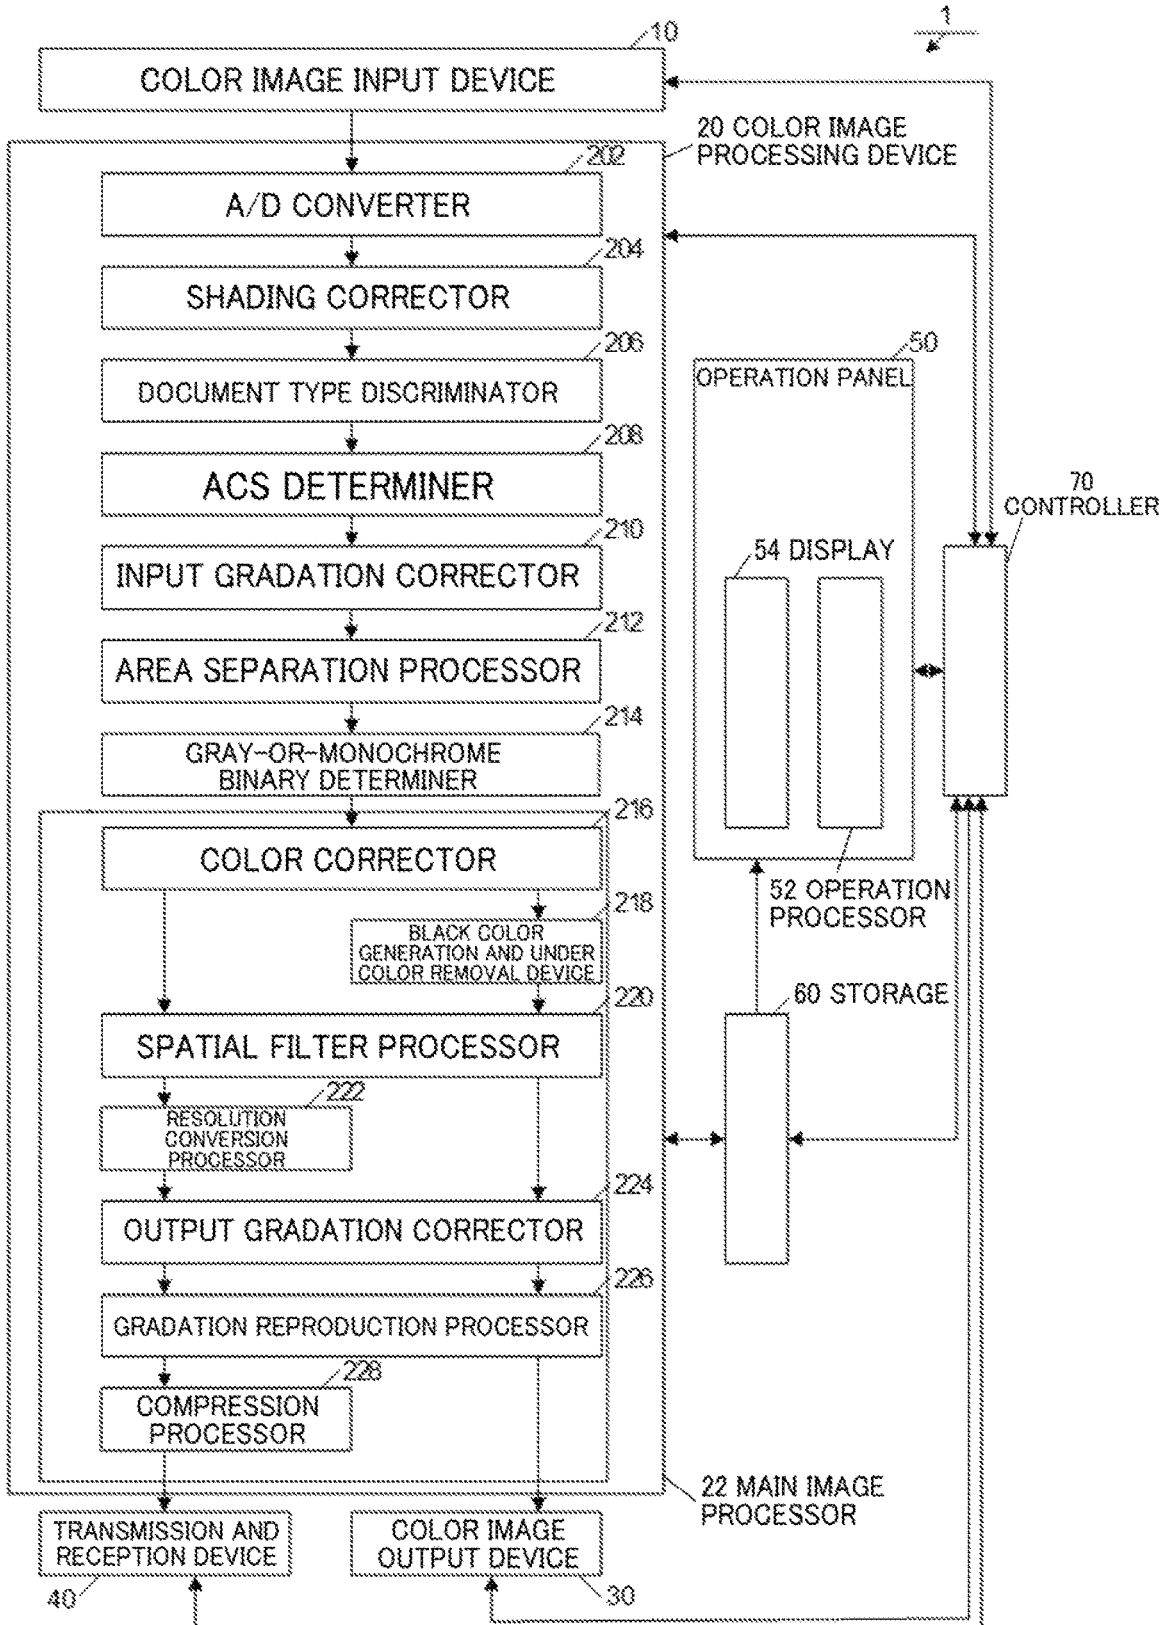 1
10
COLOR IMAGE INPUT DEVICE
20 COLOR IMAGE
PROCESSING DEVICE
202
A/D CONVERTER
204
SHADING CORRECTOR
206
DOCUMENT TYPE DISCRIMINATOR
208
ACS DETERMINER
210
INPUT GRADATION CORRECTOR
212
AREA SEPARATION PROCESSOR
214
GRAY-OR-MONOCHROME
BINARY DETERMINER
216
COLOR CORRECTOR
218
BLACK COLOR
GENERATION AND UNDER
COLOR REMOVAL DEVICE
220
SPATIAL FILTER PROCESSOR
222
RESOLUTION
CONVERSION
PROCESSOR
224
OUTPUT GRADATION CORRECTOR
226
GRADATION REPRODUCTION PROCESSOR
228
COMPRESSION
PROCESSOR
22 MAIN IMAGE
PROCESSOR
TRANSMISSION AND
RECEPTION DEVICE
40
COLOR IMAGE
OUTPUT DEVICE
30
50
OPERATION PANEL
54 DISPLAY
52 OPERATION
PROCESSOR
60 STORAGE
70
CONTROLLER